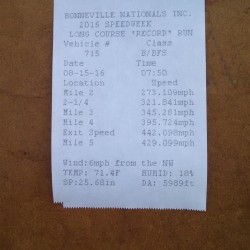 BONNEVILLE NATIONALS INC.
2016 SPEEDWEEK
LONG COURSE "RECORD" RUN
Vehicle # Class
715 B/BFS
Date Time
08-15-16 07:50
Location Speed
Mile 2 273.109mph
2-1/4 321.841mph
Mile 3 345.281mph
Mile 4 395.724mph
Exit Speed 442.098mph
Mile 5 429.099mph
Wind:6mph from the NW
TEMP: 71.4F HUMID: 18%
BP:25.68in DA: 5909ft